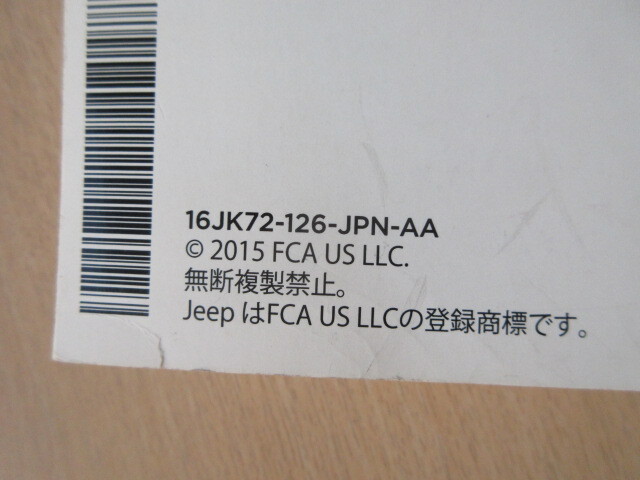 16JK72-126-JPN-AA
© 2015 FCA US LLC.
無断複製禁止。
Jeep はFCA US LLCの登録商標です。